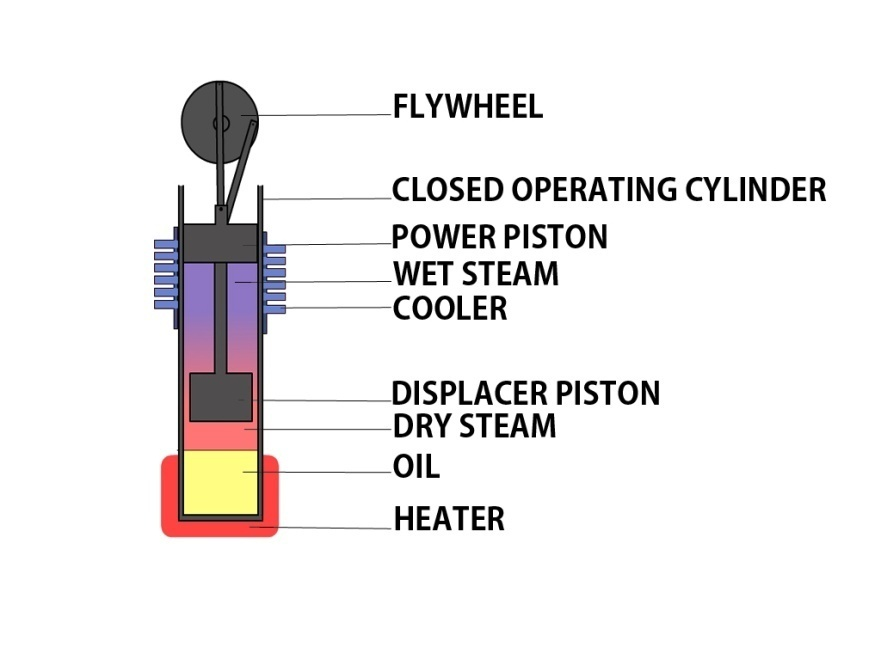 FLYWHEEL
CLOSED OPERATING CYLINDER
POWER PISTON
WET STEAM
COOLER
DISPLACER PISTON
DRY STEAM
OIL
HEATER